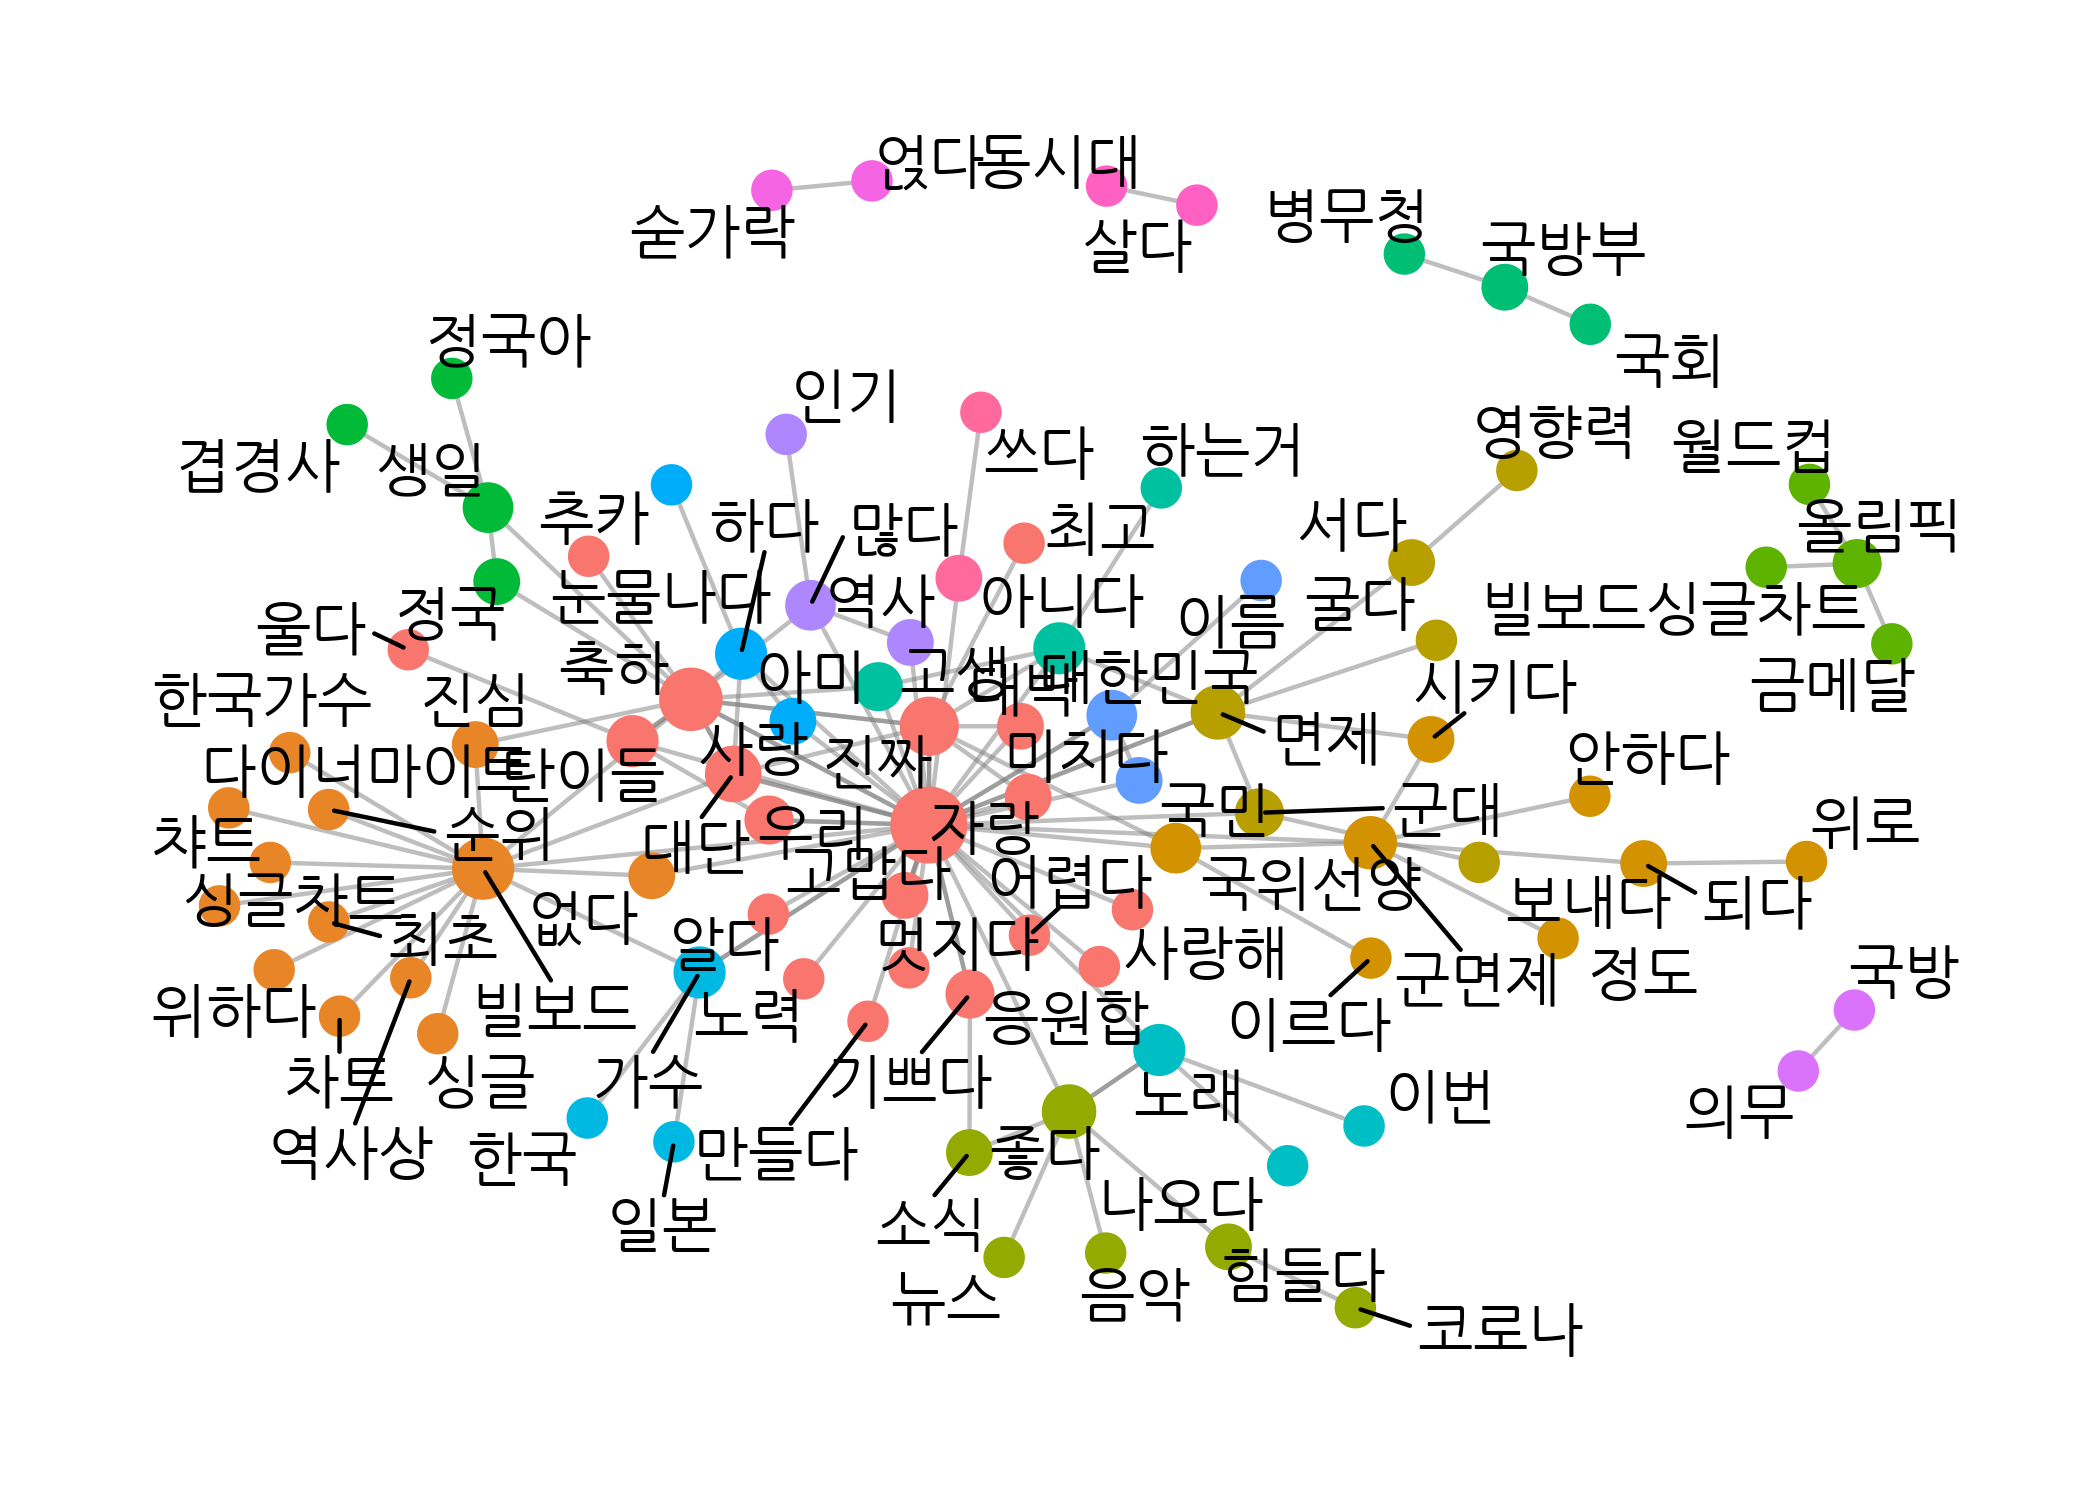 얹다
동시대
숟가락
살다
병무청
국방부
국회
정국아
인기
겹경사
생일
쓰다
하는거
영향력
월드컵
추카
하다
많다
최고
서다
올림픽
울다
정국
눈물나다
역사
아니다
이름
굴다
빌보드싱글차트
한국가수
진심
축하
아미
고생
대박
대한민국
시키다
금메달
다이너마이트
탄이들
사랑
진짜
미치다
면제
안하다
챠트
순위
대단
우리
자랑
국민
군대
위로
싱글차트
최초
없다
고맙다
어렵다
국위선양
보내다
되다
위하다
빌보드
알다
노력
멋지다
사랑해
군면제
정도
국방
차트
싱글
가수
기쁘다
응원합
이르다
노래
이번
의무
역사상
한국
일본
만들다
좋다
소식
나오다
뉴스
음악
힘들다
코로나